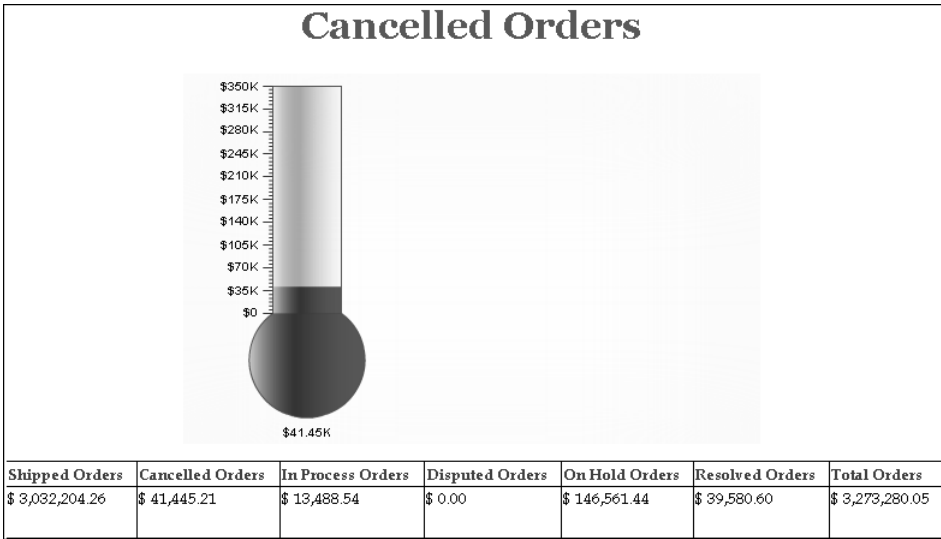 Cancelled Orders
$350K
$315K
$280K
$245K
$210K
$175K
$140K
$105K
$70K
$35K
$0
$41.45K
Shipped Orders Cancelled Orders In Process Orders Disputed Orders On Hold Orders Resolved Orders Total Orders
$ 3,032,204.26 $ 41,445.21 $ 13,488.54 $ 0.00 $ 146,561.44 $ 39,580.60 $ 3,273,280.05